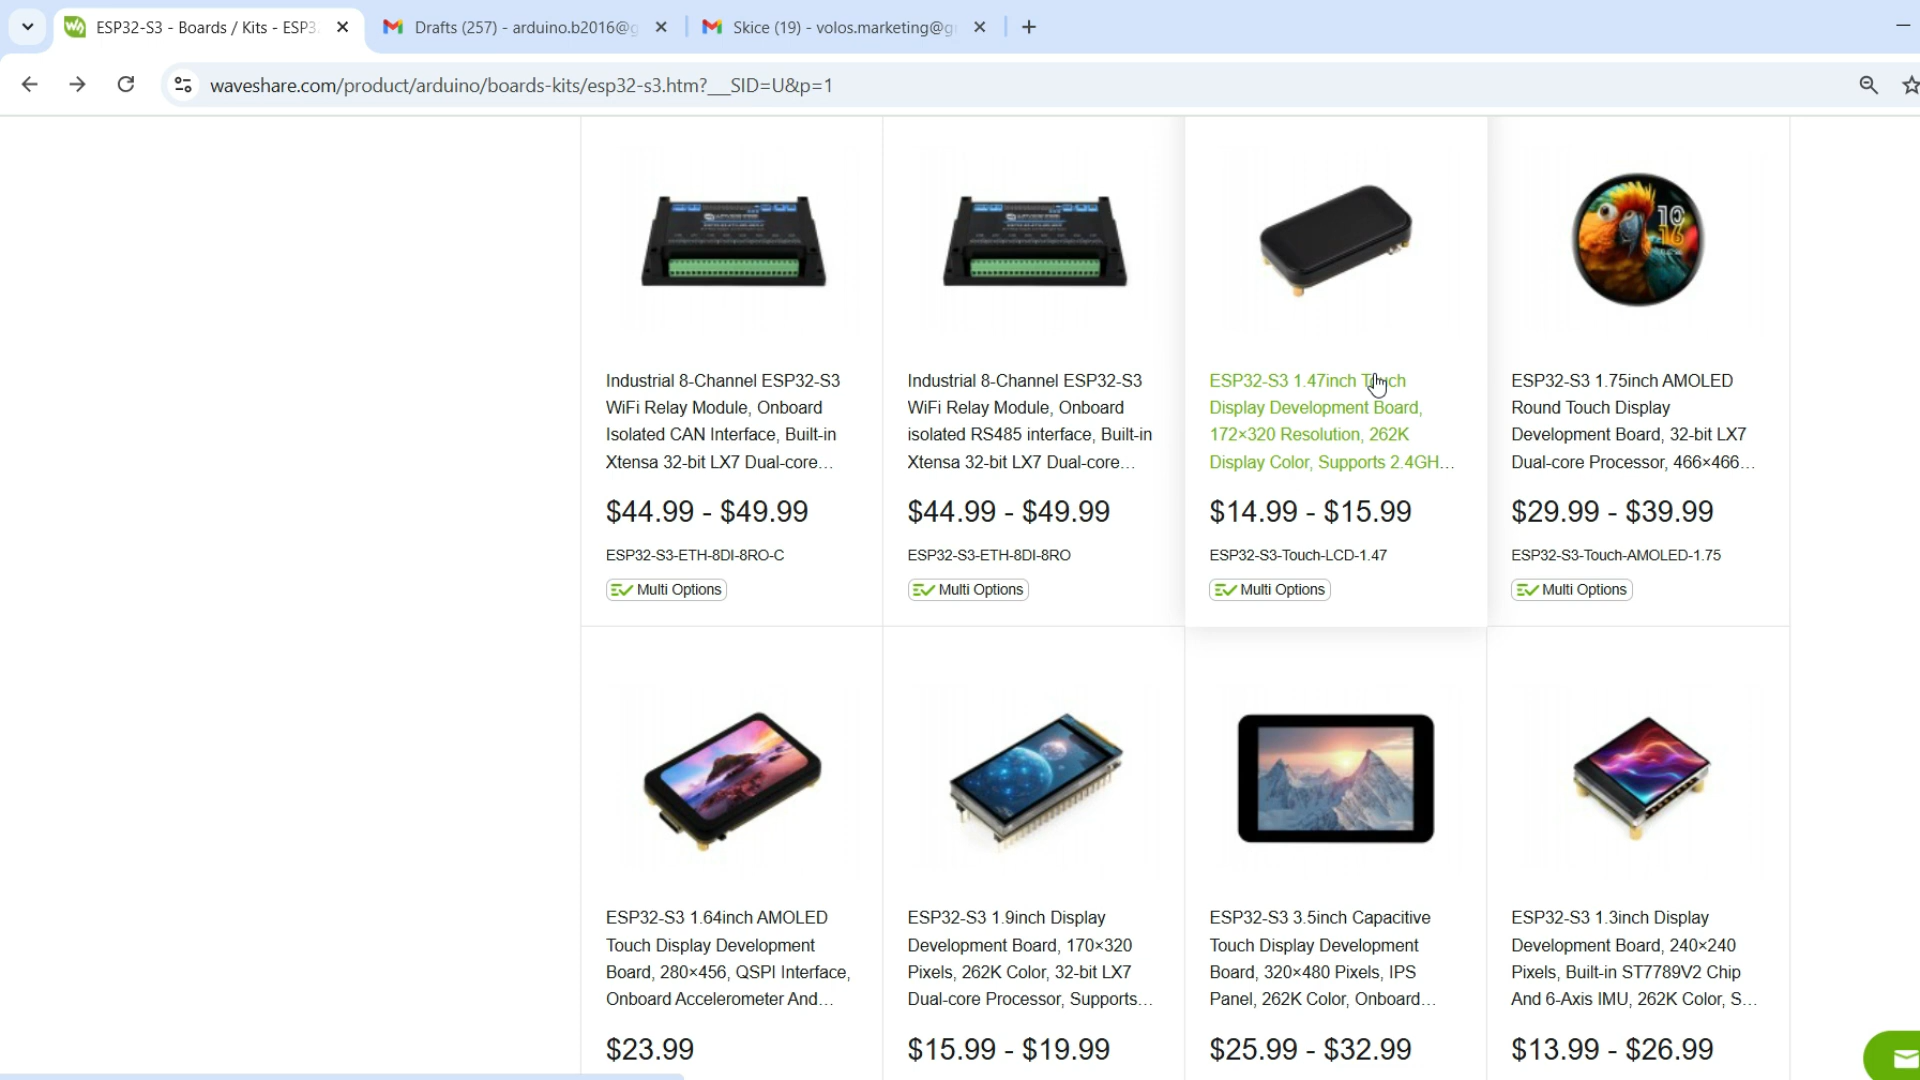 ESP32-S3 - Boards / Kits - ESP3
Drafts (257) - arduino.b2016@g
Skice (19) - volos.marketing@g
waveshare.com/product/arduino/boards-kits/esp32-s3.htm?___SID=U&p=1
10
16
Industrial 8-Channel ESP32-S3
WiFi Relay Module, Onboard
Isolated CAN Interface, Built-in
Xtensa 32-bit LX7 Dual-core...
$44.99 - $49.99
ESP32-S3-ETH-8DI-8RO-C
Multi Options
Industrial 8-Channel ESP32-S3
WiFi Relay Module, Onboard
isolated RS485 interface, Built-in
Xtensa 32-bit LX7 Dual-core...
$44.99 - $49.99
ESP32-S3-ETH-8DI-8RO
Multi Options
ESP32-S3 1.47inch Touch
Display Development Board,
172×320 Resolution, 262K
Display Color, Supports 2.4GH...
$14.99 - $15.99
ESP32-S3-Touch-LCD-1.47
Multi Options
ESP32-S3 1.75inch AMOLED
Round Touch Display
Development Board, 32-bit LX7
Dual-core Processor, 466×466...
$29.99 - $39.99
ESP32-S3-Touch-AMOLED-1.75
Multi Options
ESP32-S3 1.64inch AMOLED
Touch Display Development
Board, 280×456, QSPI Interface,
Onboard Accelerometer And...
$23.99
ESP32-S3 1.9inch Display
Development Board, 170×320
Pixels, 262K Color, 32-bit LX7
Dual-core Processor, Supports...
$15.99 - $19.99
ESP32-S3 3.5inch Capacitive
Touch Display Development
Board, 320×480 Pixels, IPS
Panel, 262K Color, Onboard...
$25.99 - $32.99
ESP32-S3 1.3inch Display
Development Board, 240×240
Pixels, Built-in ST7789V2 Chip
And 6-Axis IMU, 262K Color, S...
$13.99 - $26.99